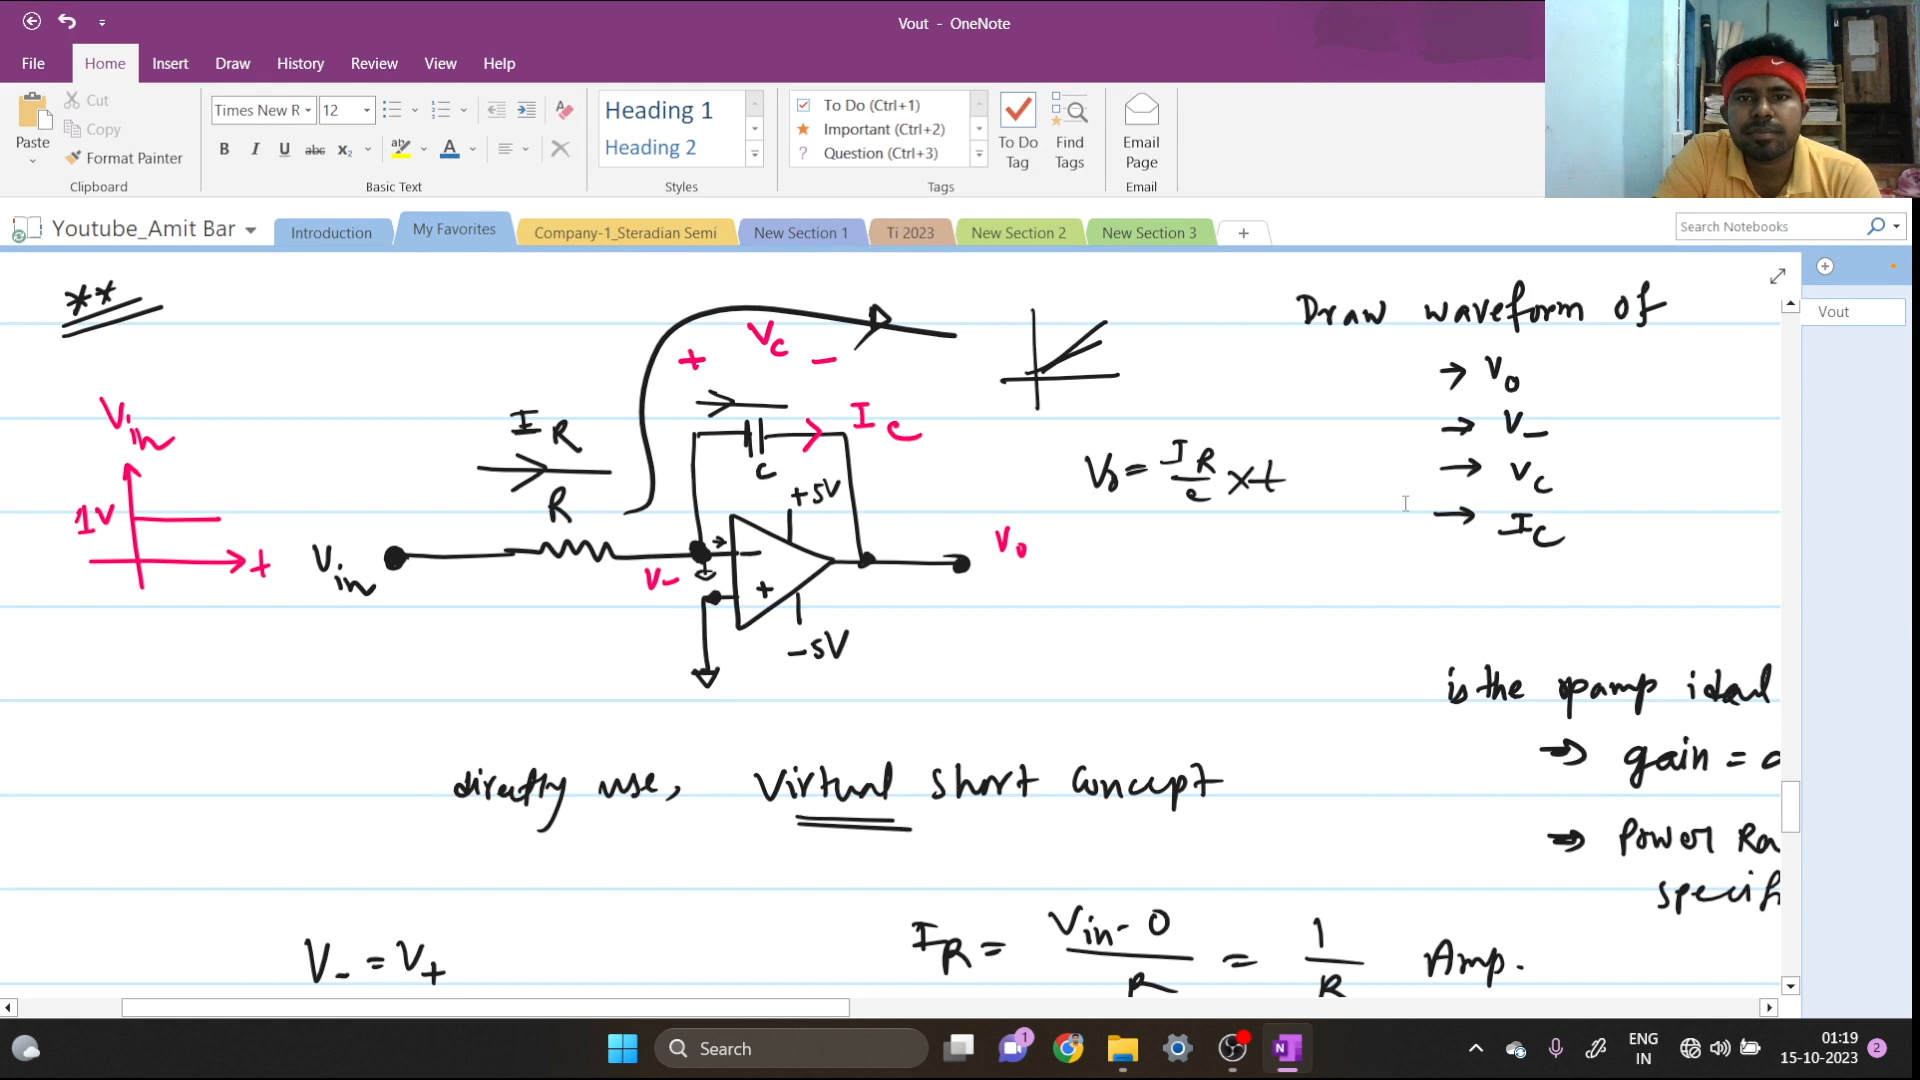 Vout - OneNote
File Home Insert Draw History Review View Help
Cut
Copy
Format Painter
Paste
Clipboard
Times New R 12
B I U abc x₂ ab A
Basic Text
Heading 1
Heading 2
Styles
To Do (Ctrl+1)
Important (Ctrl+2)
? Question (Ctrl+3)
Tags
To Do Tag
Find Tags
Email Page
Email
Youtube_Amit Bar
Introduction My Favorites Company-1_Steradian Semi New Section 1 Ti 2023 New Section 2 New Section 3 +
Search Notebooks
Vout
**
Draw waveform of
→ Vo
→ V-
→ Vc
→ Ic
+ Vc -
Ic
C
Vin
1V
t
IR
R
Vin
V-
+5V
-
+
-5V
Vo
Vo = IR/C × t
is the opamp ideal
⇒ gain =
⇒ Power Ra
specif
directly use, Virtual short concept
V- = V+
IR = Vin - 0 / R = 1 / R Amp.
Search
1
N
ENG
IN
01:19
15-10-2023
2